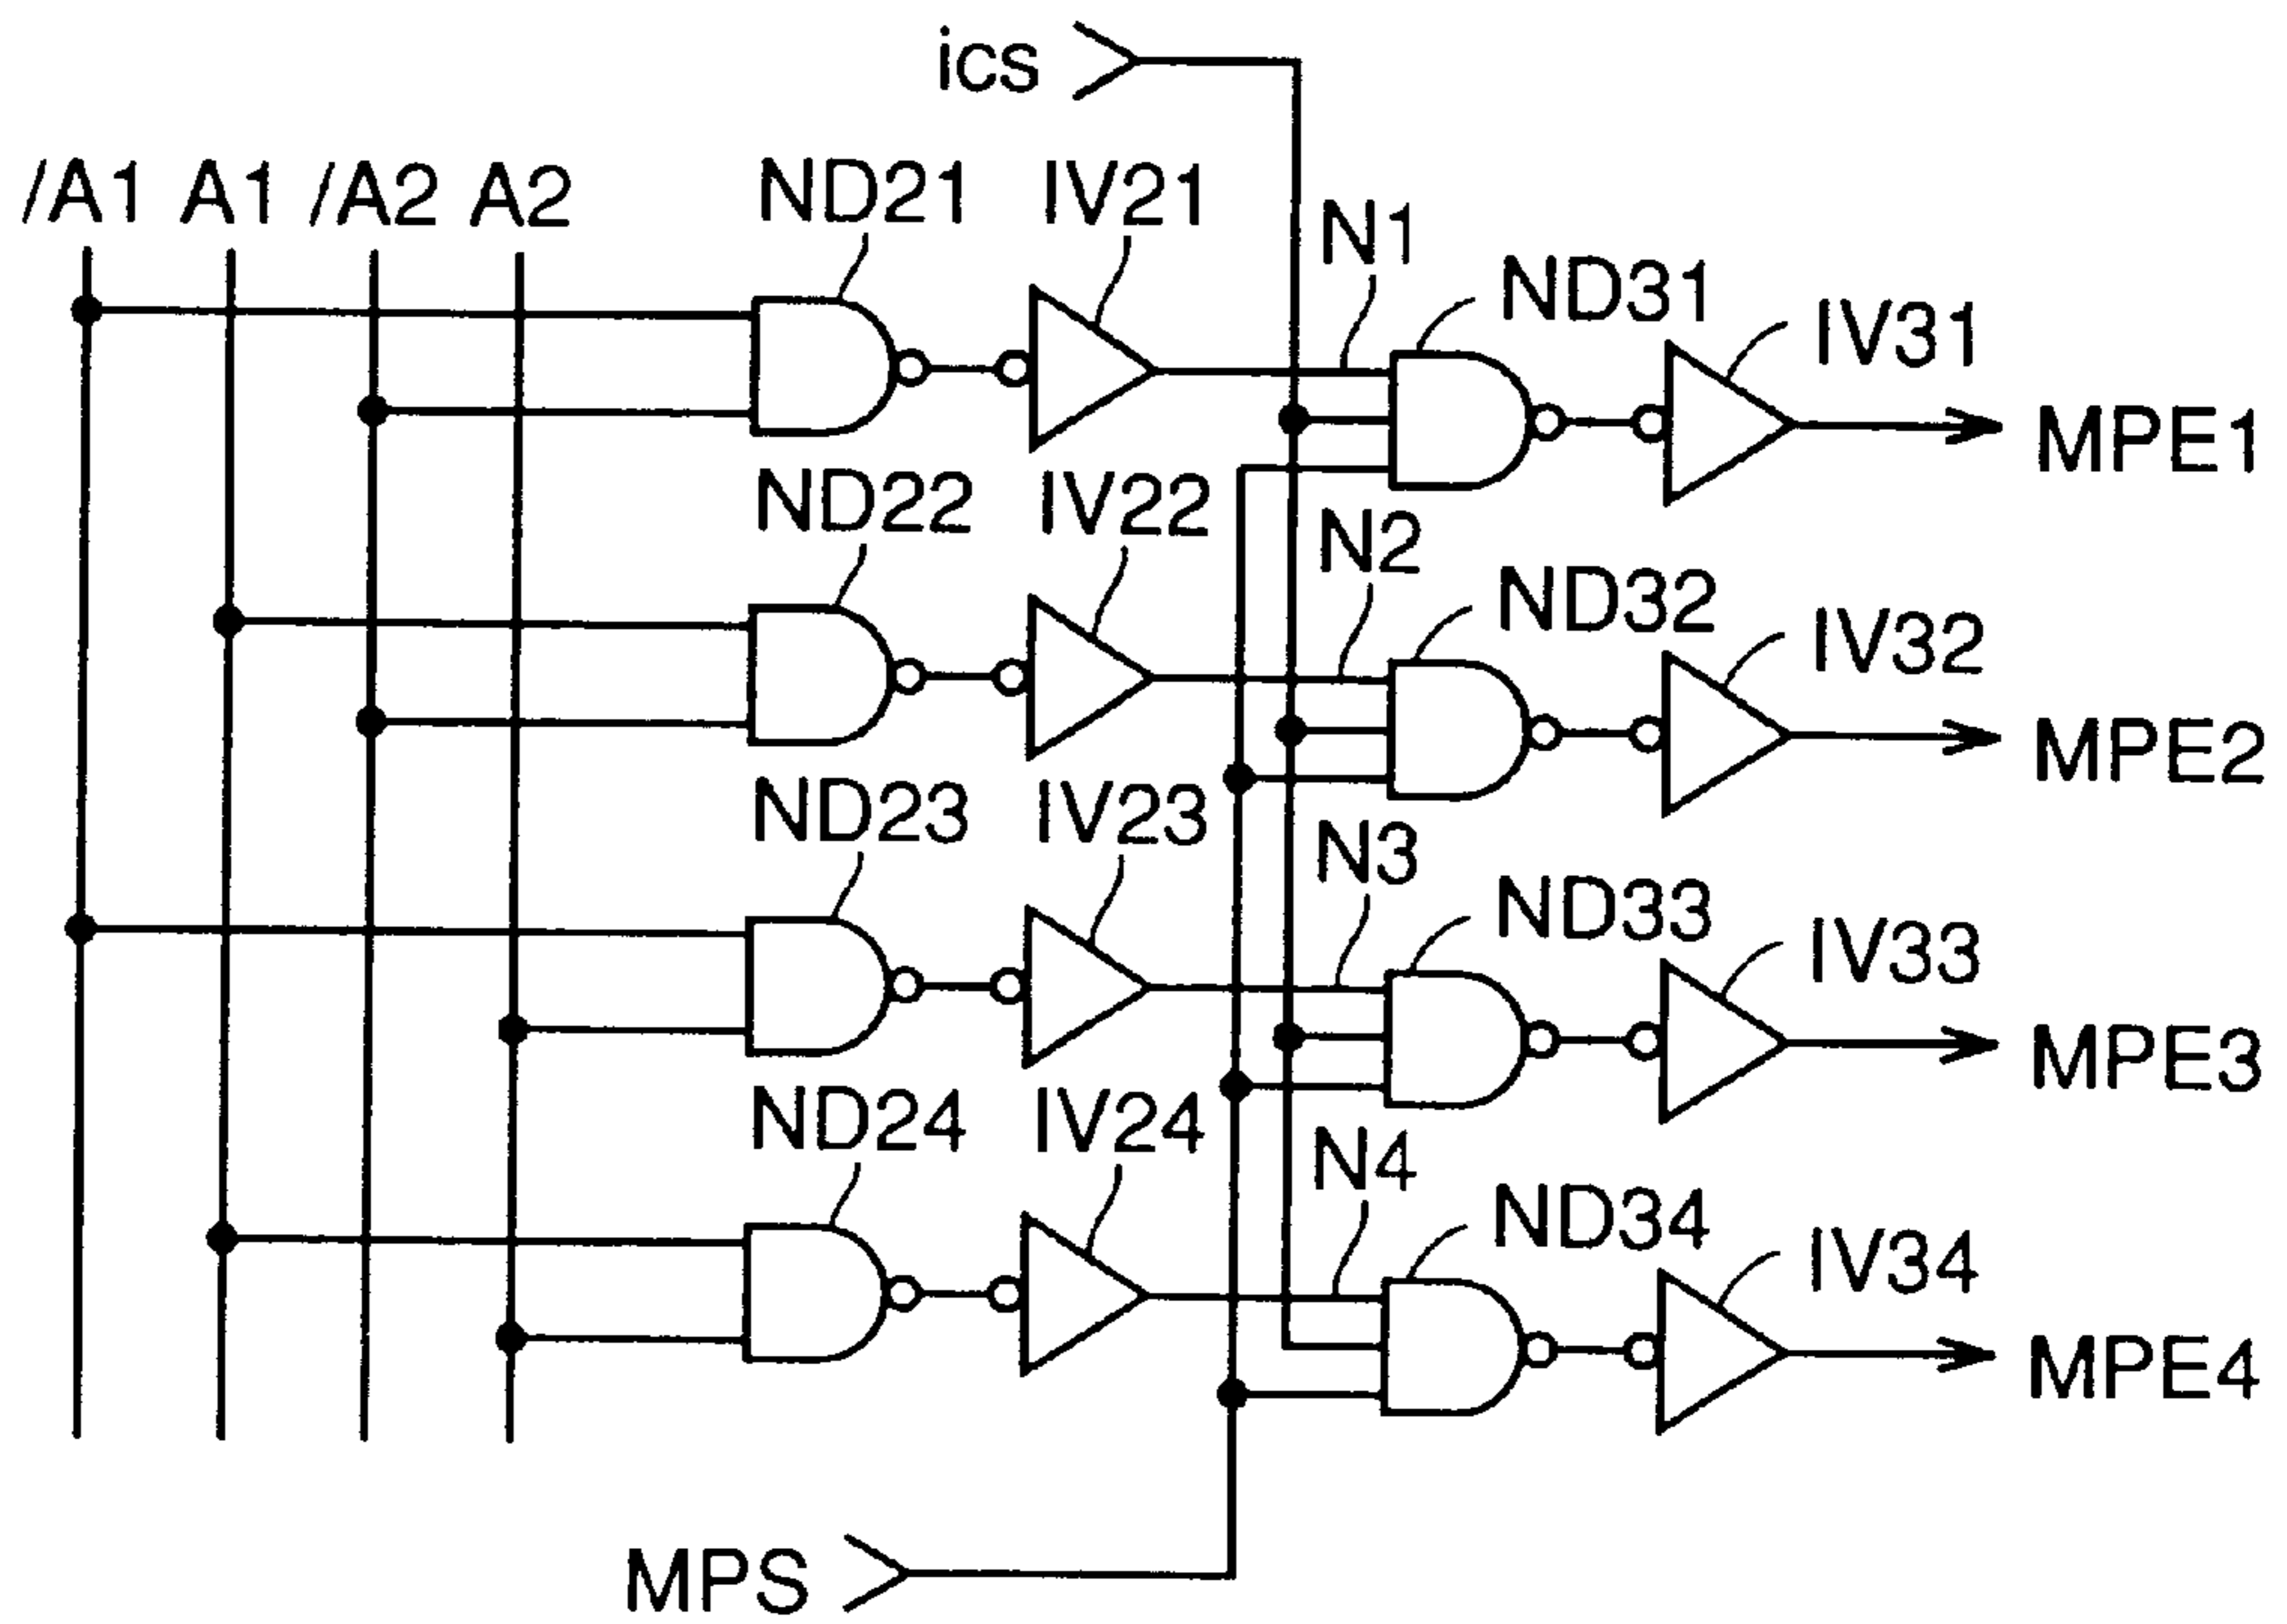 ics
/A1 A1 /A2 A2 ND21 IV21
N1
ND31
IV31
MPE1
ND22 IV22
N2
ND32
IV32
MPE2
ND23 IV23
N3
ND33
IV33
MPE3
ND24 IV24
N4
ND34
IV34
MPE4
MPS